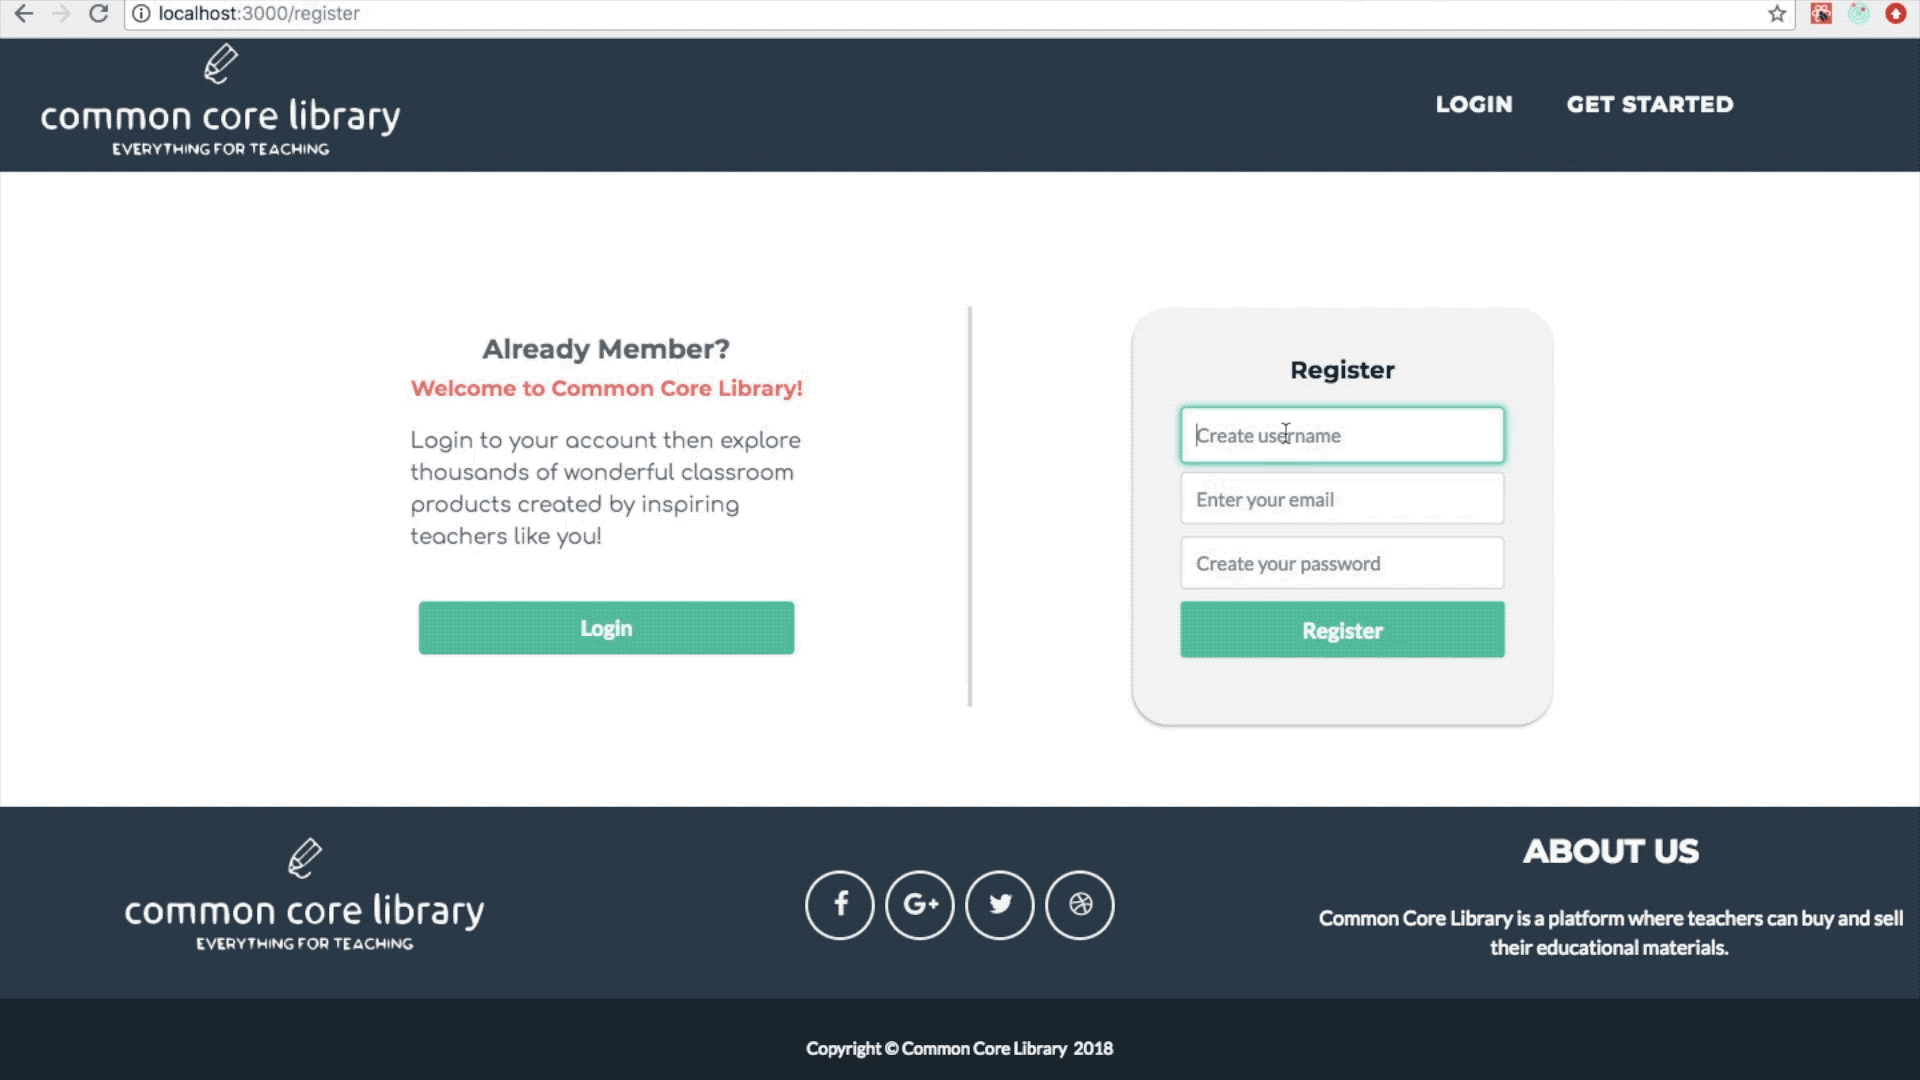 localhost:3000/register
common core library
EVERYTHING FOR TEACHING
LOGIN
GET STARTED
Already Member?
Welcome to Common Core Library!
Login to your account then explore
thousands of wonderful classroom
products created by inspiring
teachers like you!
Login
Register
Create username
Enter your email
Create your password
Register
common core library
EVERYTHING FOR TEACHING
G+
ABOUT US
Common Core Library is a platform where teachers can buy and sell
their educational materials.
Copyright © Common Core Library 2018